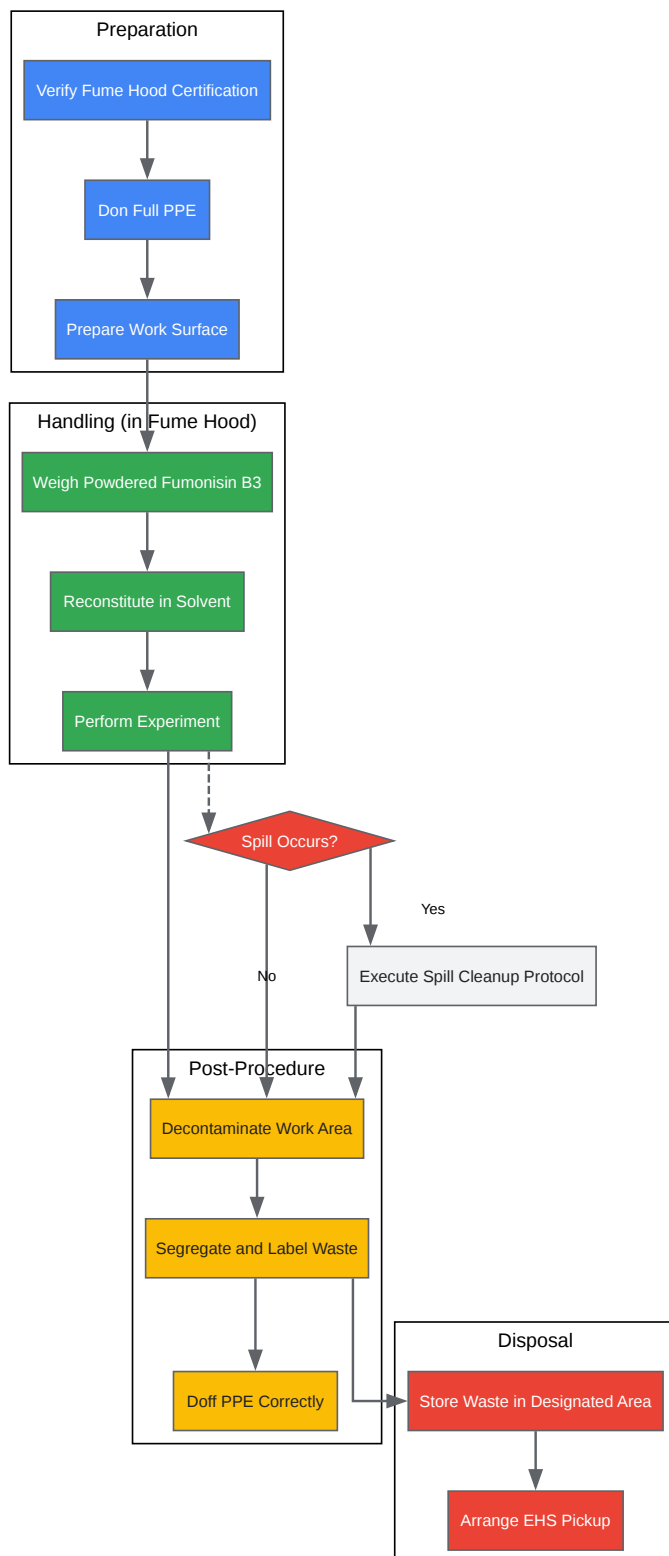 Preparation
Verify Fume Hood Certification
Don Full PPE
Prepare Work Surface
Handling (in Fume Hood)
Weigh Powdered Fumonisin B3
Reconstitute in Solvent
Perform Experiment
Spill Occurs?
Yes
No
Execute Spill Cleanup Protocol
Post-Procedure
Decontaminate Work Area
Segregate and Label Waste
Doff PPE Correctly
Disposal
Store Waste in Designated Area
Arrange EHS Pickup